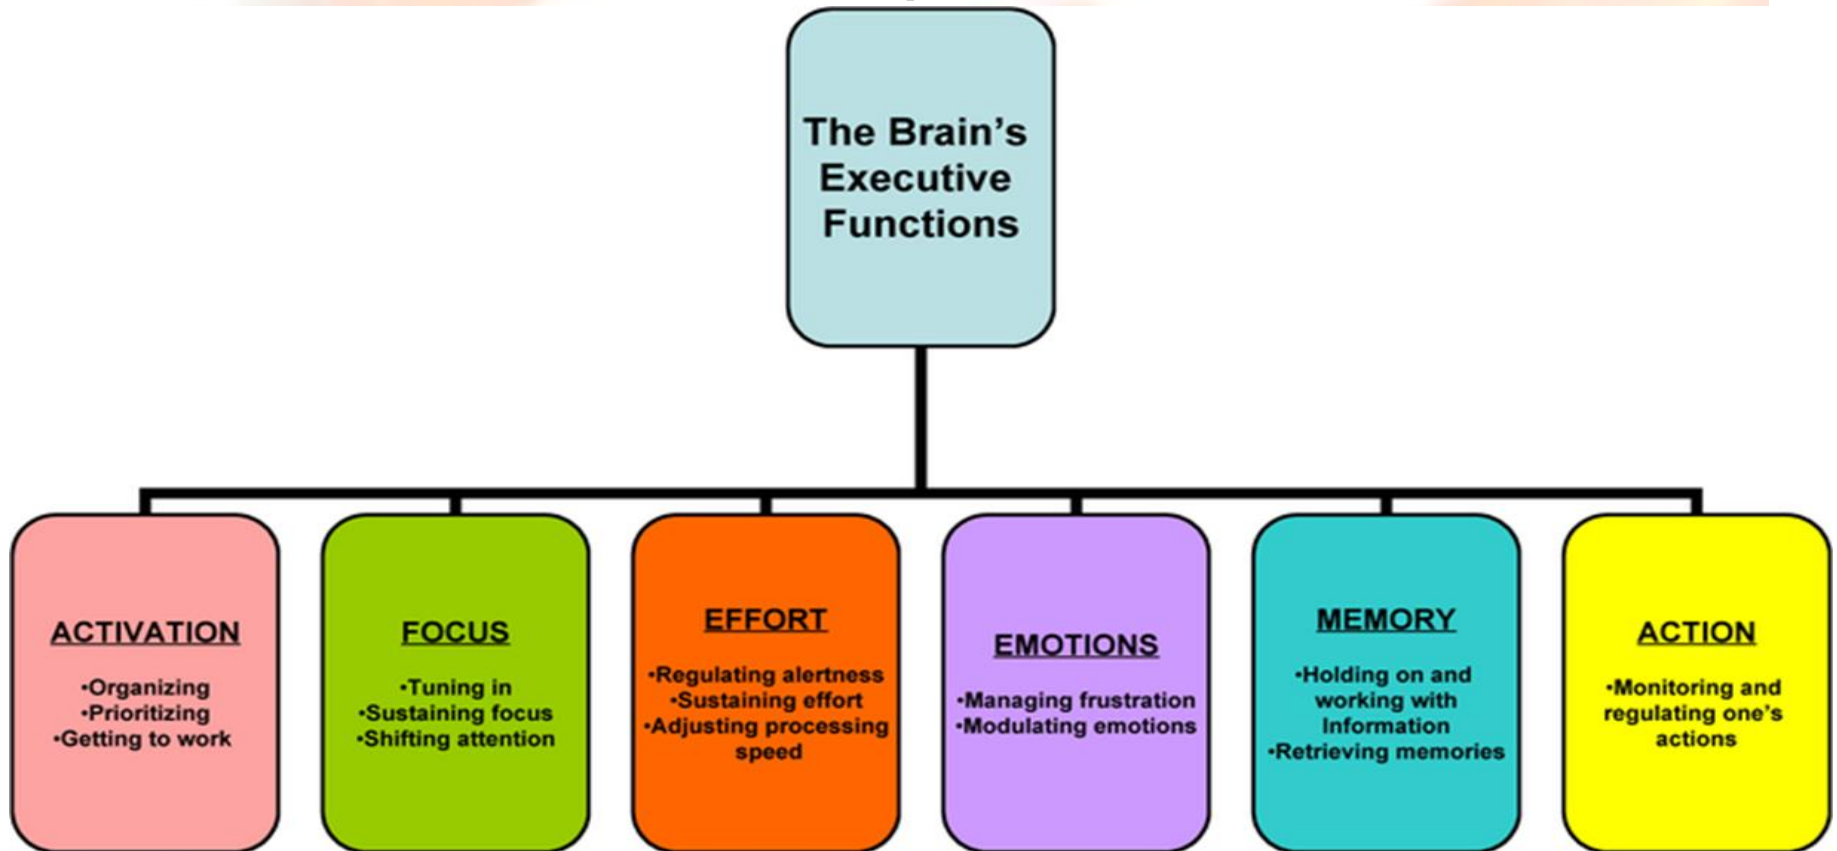 The Brain's
Executive
Functions
ACTIVATION
•Organizing
•Prioritizing
•Getting to work
FOCUS
•Tuning in
•Sustaining focus
•Shifting attention
EFFORT
•Regulating alertness
•Sustaining effort
•Adjusting processing
speed
EMOTIONS
•Managing frustration
•Modulating emotions
MEMORY
•Holding on and
working with
Information
•Retrieving memories
ACTION
•Monitoring and
regulating one's
actions